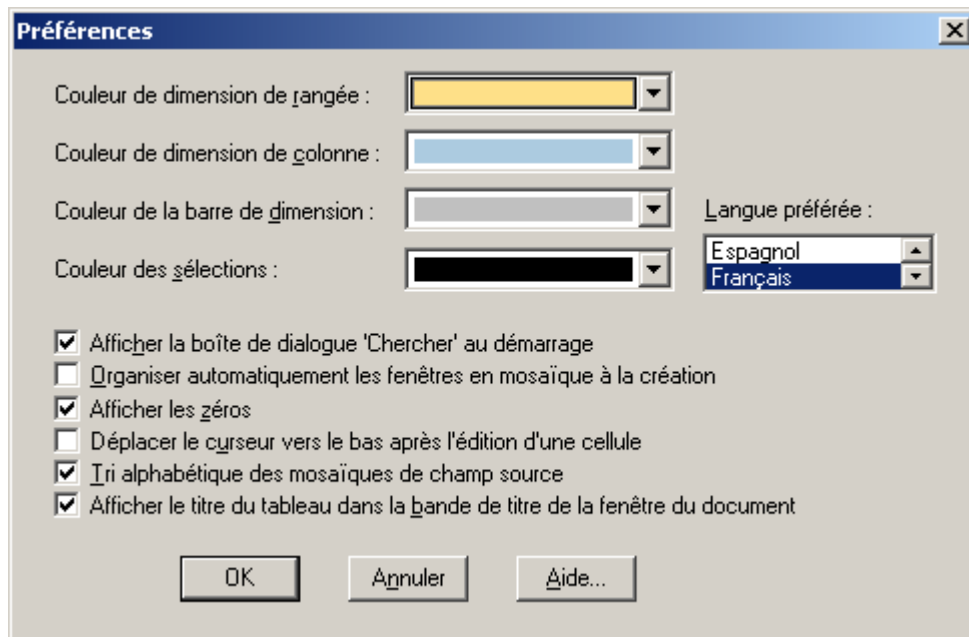 Préférences
Couleur de dimension de rangée :
Couleur de dimension de colonne :
Couleur de la barre de dimension :
Langue préférée :
Couleur des sélections :
Espagnol
Français
Afficher la boîte de dialogue 'Chercher' au démarrage
Organiser automatiquement les fenêtres en mosaïque à la création
Afficher les zéros
Déplacer le curseur vers le bas après l'édition d'une cellule
Tri alphabétique des mosaïques de champ source
Afficher le titre du tableau dans la bande de titre de la fenêtre du document
OK Annuler Aide...